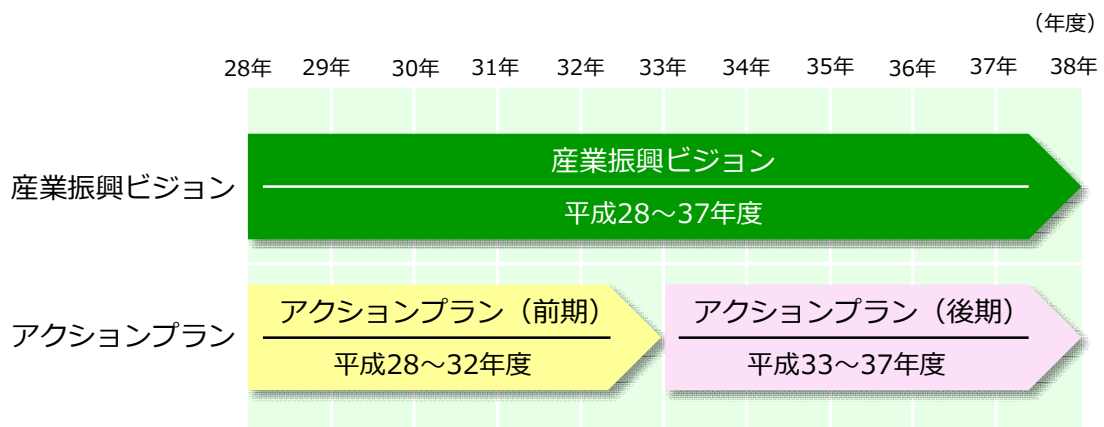 （年度）
28年 29年 30年 31年 32年 33年 34年 35年 36年 37年 38年
産業振興ビジョン
産業振興ビジョン
平成28～37年度
アクションプラン
アクションプラン（前期）
平成28～32年度
アクションプラン（後期）
平成33～37年度